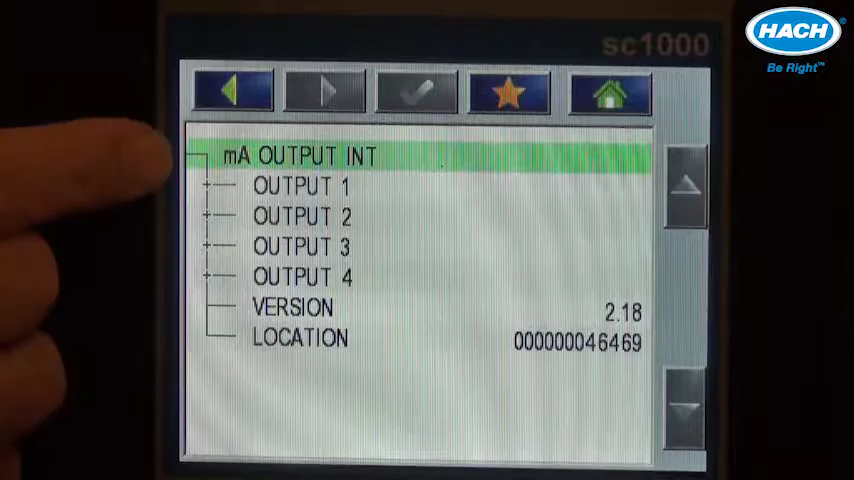 HACH
Be Right™
sc1000
mA OUTPUT INT
OUTPUT 1
OUTPUT 2
OUTPUT 3
OUTPUT 4
VERSION 2.18
LOCATION 000000046469